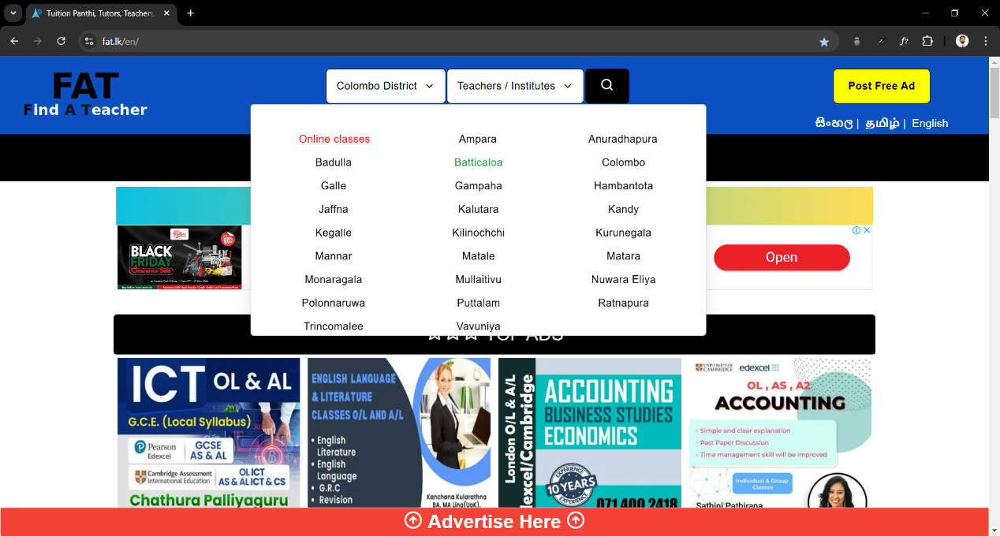 Tuition Panthi, Tutors, Teachers,
fat.lk/en/
FAT
Find A Teacher
Colombo District
Teachers / Institutes
Post Free Ad
සිංහල | தமிழ் | English
Online classes Ampara Anuradhapura
Badulla Batticaloa Colombo
Galle Gampaha Hambantota
Jaffna Kalutara Kandy
Kegalle Kilinochchi Kurunegala
Mannar Matale Matara
Monaragala Mullaitivu Nuwara Eliya
Polonnaruwa Puttalam Ratnapura
Trincomalee Vavuniya
BLACK
FRIDAY
Clearance Sale
Open
TOP ADS
ICT OL & AL
G.C.E. (Local Syllabus)
Pearson
Edexcel
GCSE
AS & AL
Cambridge Assessment
International Education
OL ICT
AS & AL ICT & CS
Chathura Palliyaguru
ENGLISH LANGUAGE
& LITERATURE
CLASSES O/L AND A/L
• English
Literature
• English
Language
• G.R.C
• Revision
Kanchana Kularathna
BA, MA Ling(UoK),
London O/L & A/L
Edexcel/Cambridge
ACCOUNTING
BUSINESS STUDIES
ECONOMICS
EXPERIENCE
10 YEARS
EXPERIENCE
071 400 2418
UNIVERSITY OF
CAMBRIDGE
edexcel
OL , AS , A2
ACCOUNTING
Simple and clear explanation
Past Paper Discussion
Time management skill will be improved
Individual & Group
Classes
Sathini Pathirana
Advertise Here